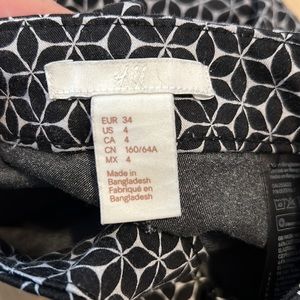 H&M
EUR 34
US 4
CA 4
CN 160/64A
MX 4
Made in
Bangladesh
Fabriqué en
Bangladesh